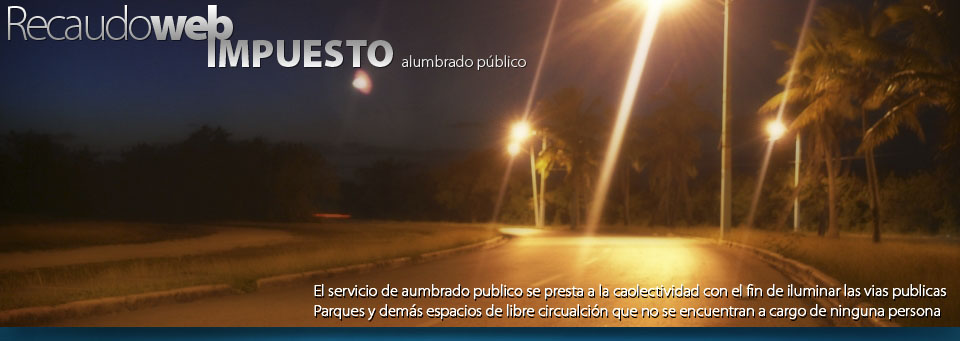 Recaudoweb
IMPUESTO alumbrado público
El servicio de aumbrado publico se presta a la caolectividad con el fin de iluminar las vias publicas
Parques y demás espacios de libre circualción que no se encuentran a cargo de ninguna persona